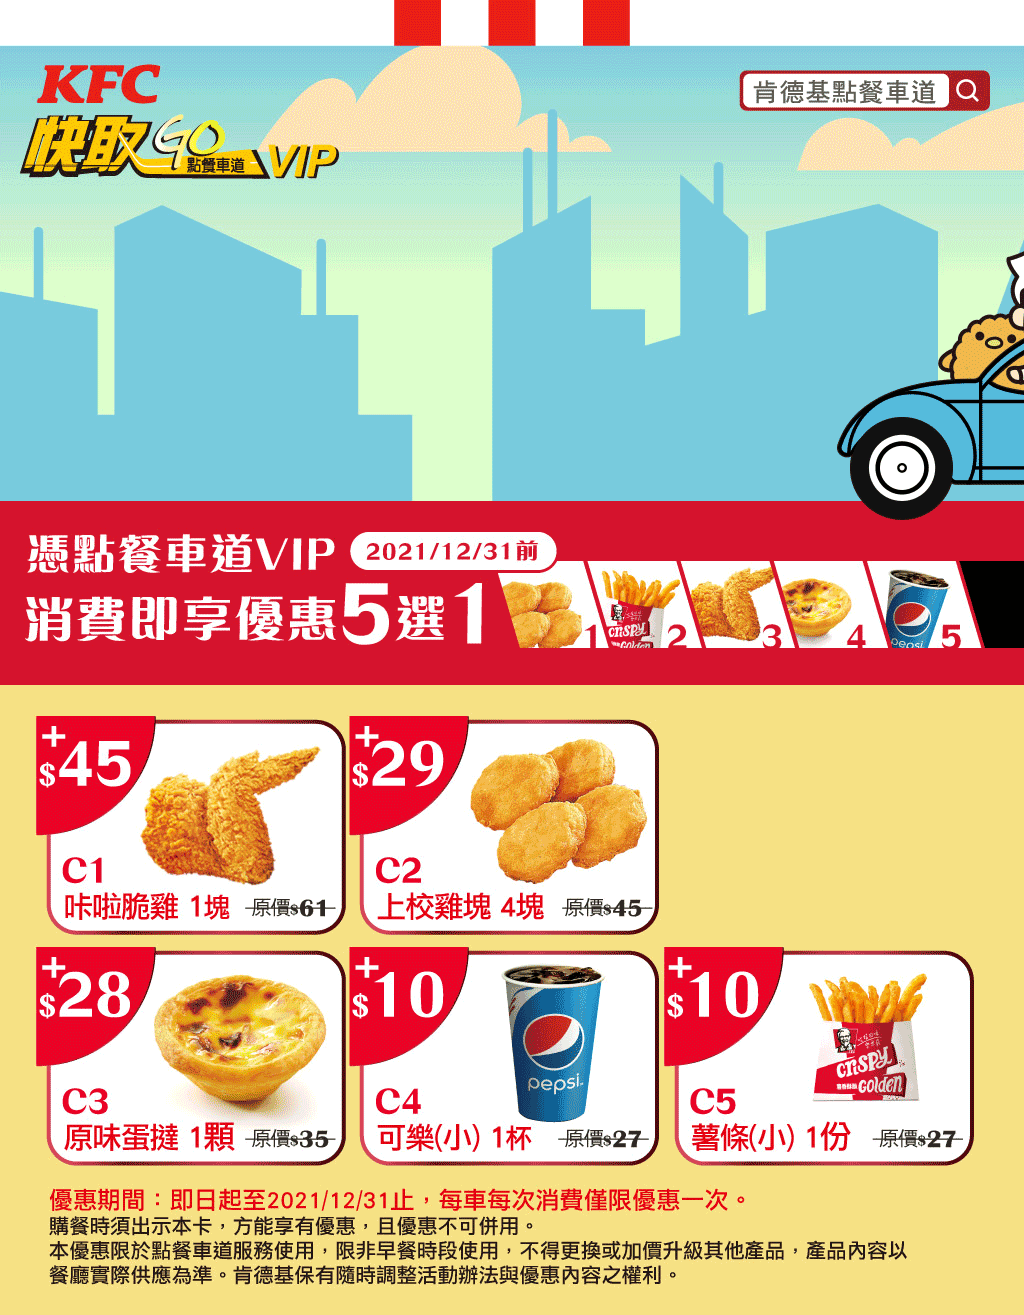 KFC
快取GO
點餐車道
VIP
肯德基點餐車道
憑點餐車道VIP
2021/12/31前
消費即享優惠5選1
1
2
3
4
5
CRISPY
Golden
pepsi
+
$45
C1
咔啦脆雞 1塊
原價$61
+
$29
C2
上校雞塊 4塊
原價$45
+
$28
C3
原味蛋撻 1顆
原價$35
+
$10
pepsi
C4
可樂(小) 1杯
原價$27
+
$10
CRISPY
Golden
C5
薯條(小) 1份
原價$27
優惠期間：即日起至2021/12/31止，每車每次消費僅限優惠一次。
購餐時須出示本卡，方能享有優惠，且優惠不可併用。
本優惠限於點餐車道服務使用，限非早餐時段使用，不得更換或加價升級其他產品，產品內容以
餐廳實際供應為準。肯德基保有隨時調整活動辦法與優惠內容之權利。